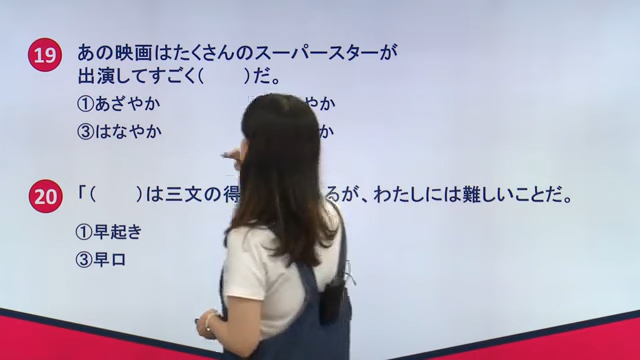 19 あの映画はたくさんのスーパースターが
出演してすごく(　　)だ。
①あざやか　　やか
③はなやか　　か
20 「(　　)は三文の得　　るが、わたしには難しいことだ。
①早起き
③早口